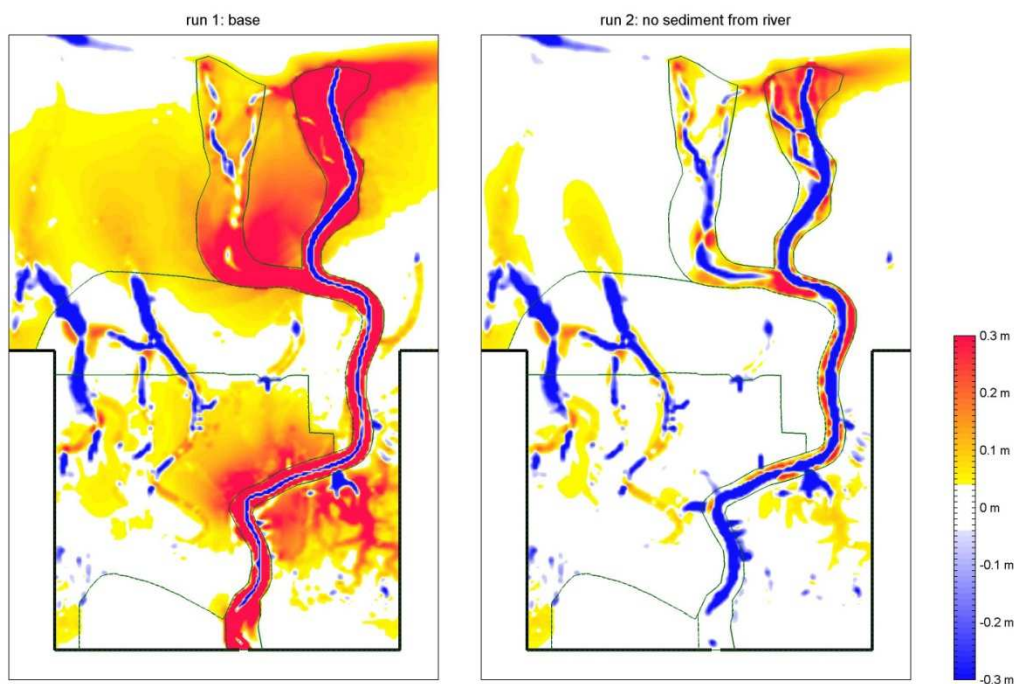 run 1: base
run 2: no sediment from river
0.3 m
0.2 m
0.1 m
0 m
-0.1 m
-0.2 m
-0.3 m